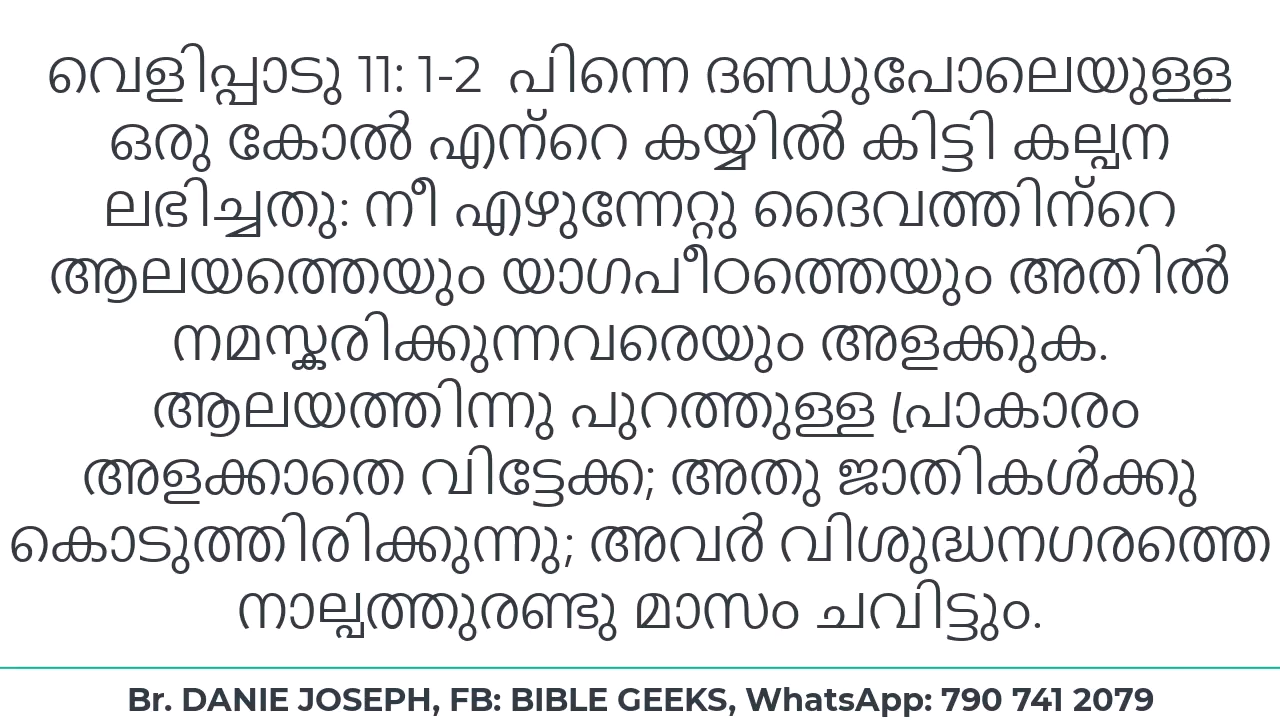 വെളിപ്പാടു 11: 1-2 പിന്നെ ദണ്ഡുപോലെയുള്ള
ഒരു കോൽ എന്റെ കയ്യിൽ കിട്ടി കല്പന
ലഭിച്ചതു: നീ എഴുന്നേറ്റു ദൈവത്തിന്റെ
ആലയത്തെയും യാഗപീഠത്തെയും അതിൽ
നമസ്കരിക്കുന്നവരെയും അളക്കുക.
ആലയത്തിന്നു പുറത്തുള്ള പ്രാകാരം
അളക്കാതെ വിട്ടേക്ക; അതു ജാതികൾക്കു
കൊടുത്തിരിക്കുന്നു; അവർ വിശുദ്ധനഗരത്തെ
നാല്പത്തുരണ്ടു മാസം ചവിട്ടും.
Br. DANIE JOSEPH, FB: BIBLE GEEKS, WhatsApp: 790 741 2079